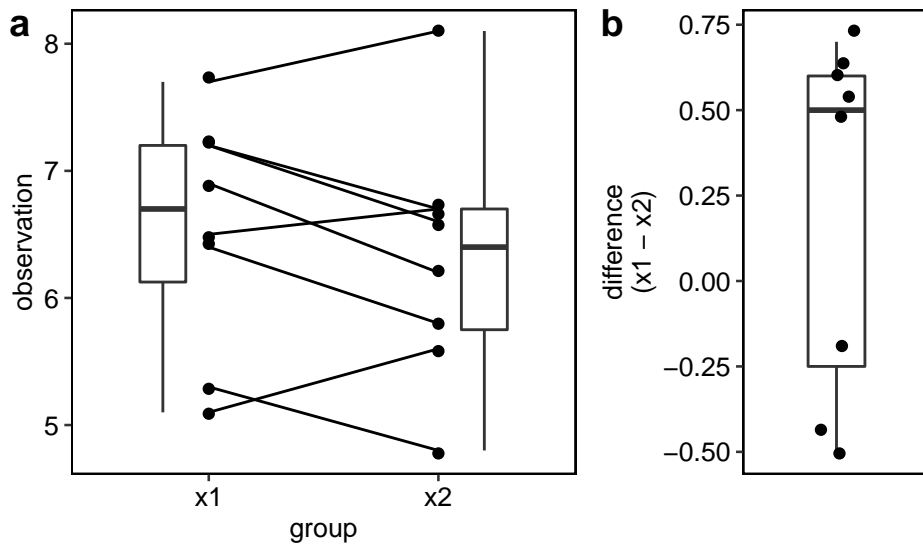 a
8
7
6
5
observation
x1
x2
group
b
0.75
0.50
0.25
0.00
−0.25
−0.50
difference
(x1 − x2)